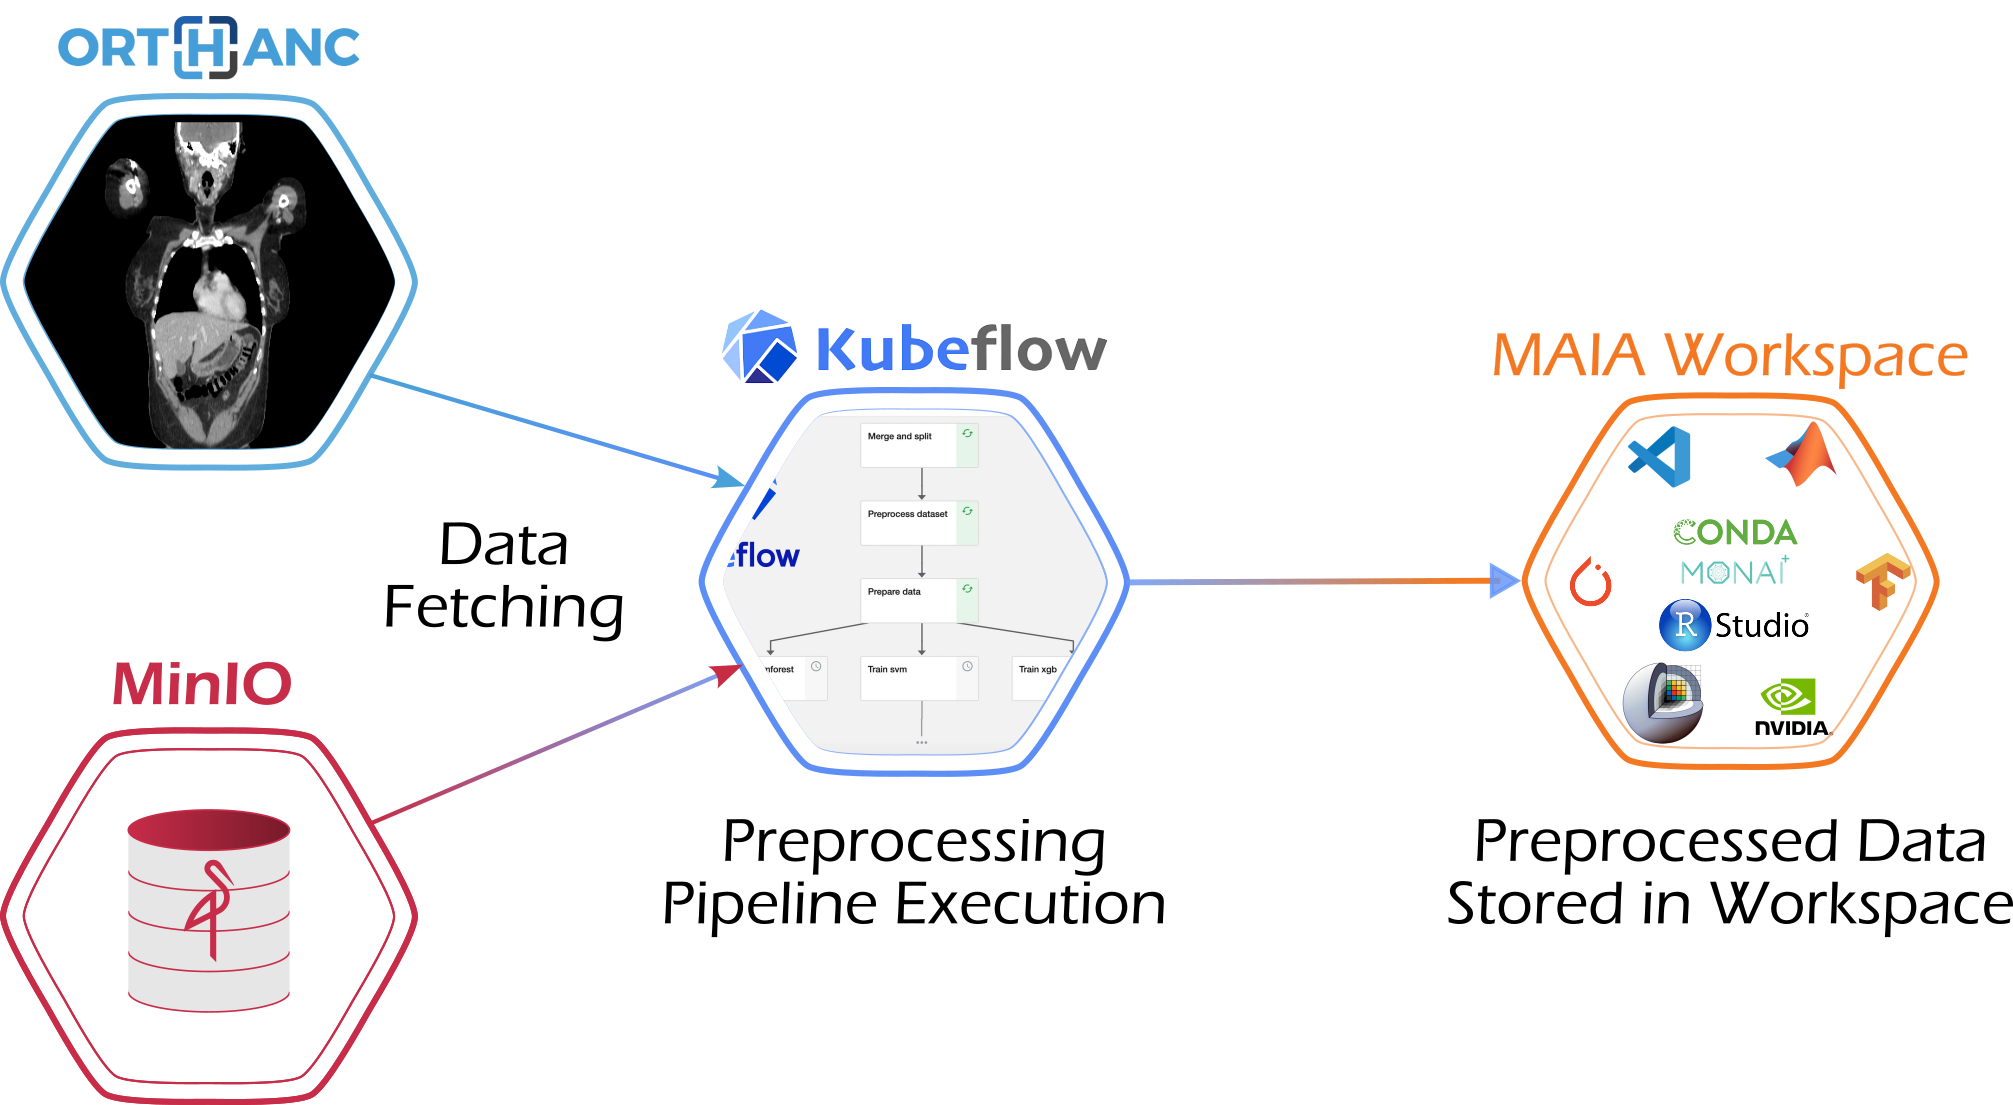 ORTHANC
Data
Fetching
MinIO
Kubeflow
Merge and split
Preprocess dataset
eflow
Prepare data
nforest
Train svm
Train xgb
...
Preprocessing
Pipeline Execution
MAIA Workspace
CONDA
MONAI
R Studio®
NVIDIA.
Preprocessed Data
Stored in Workspace